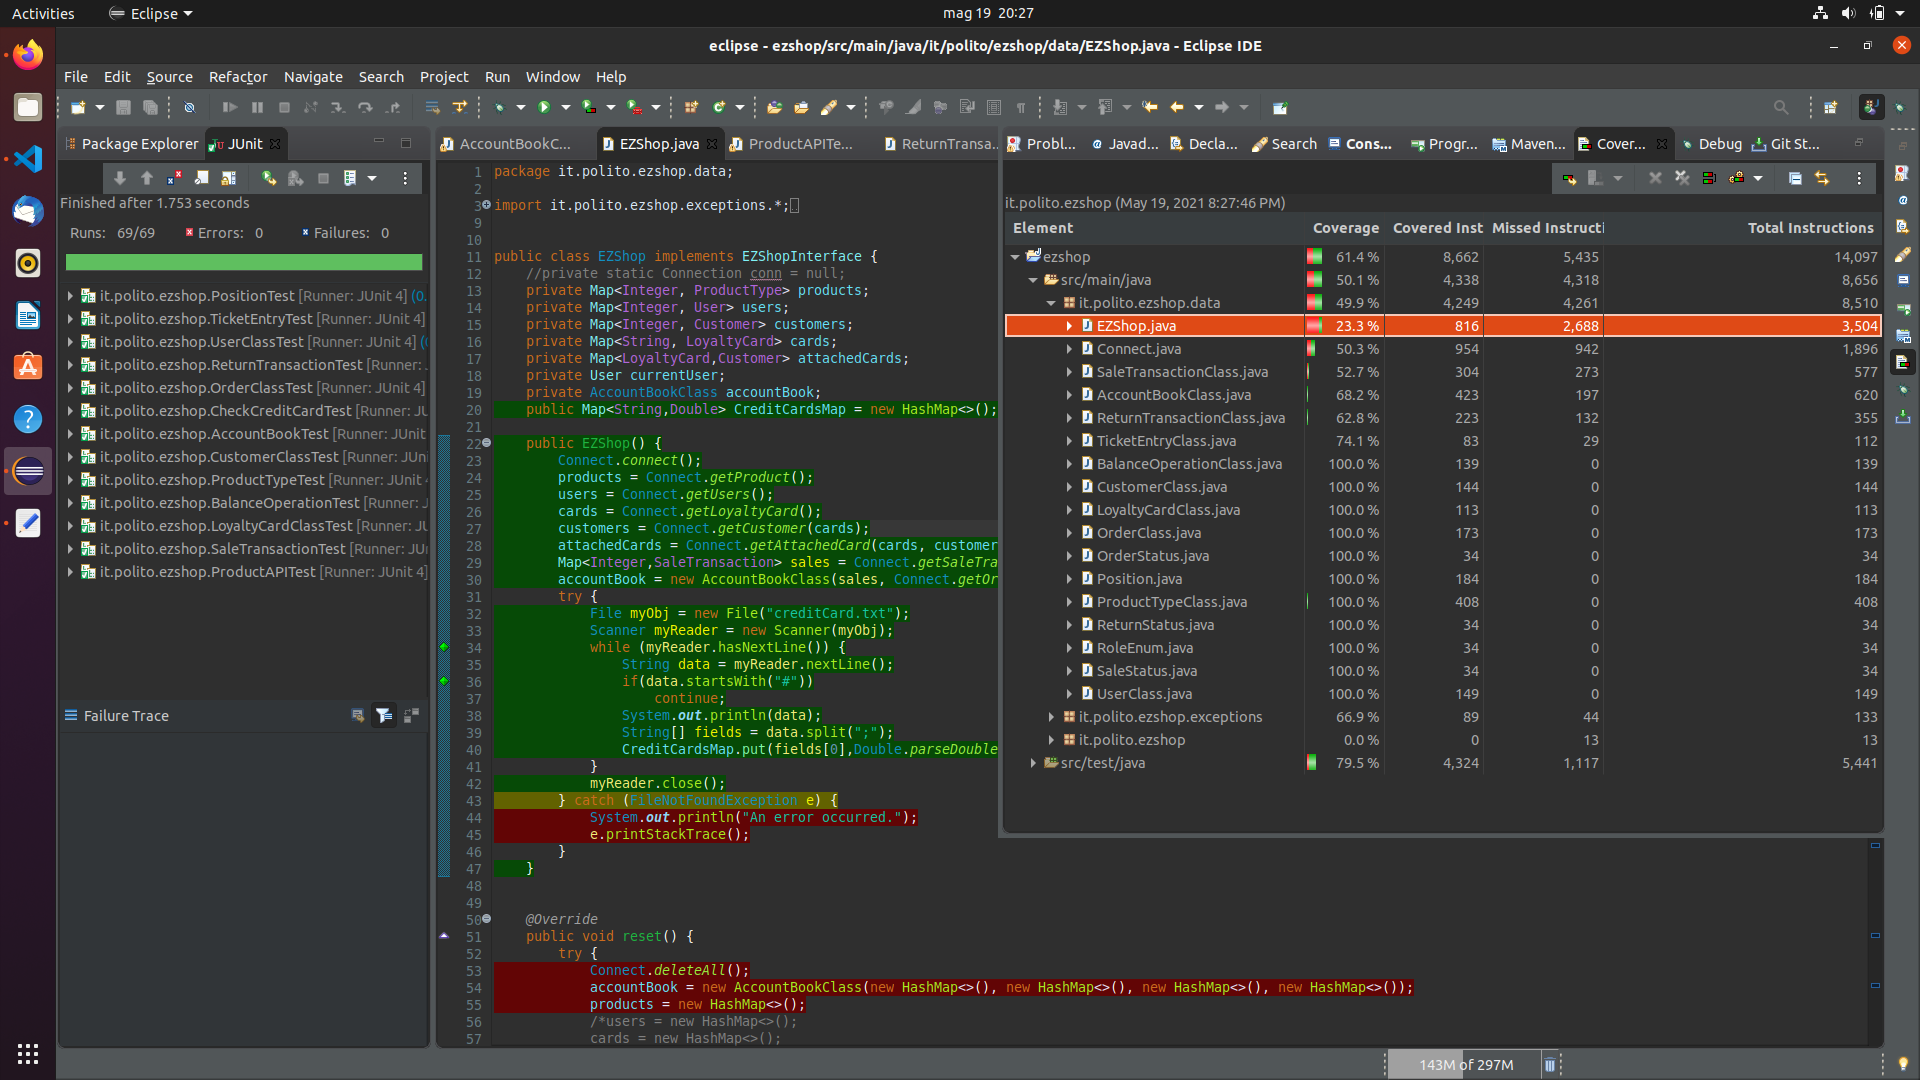 Activities
Eclipse
mag 19 20:27
eclipse - ezshop/src/main/java/it/polito/ezshop/data/EZShop.java - Eclipse IDE
File Edit Source Refactor Navigate Search Project Run Window Help
Package Explorer
JUnit
Finished after 1.753 seconds
Runs: 69/69 Errors: 0 Failures: 0
it.polito.ezshop.PositionTest [Runner: JUnit 4] (0.
it.polito.ezshop.TicketEntryTest [Runner: JUnit 4]
it.polito.ezshop.UserClassTest [Runner: JUnit 4] (0
it.polito.ezshop.ReturnTransactionTest [Runner:
it.polito.ezshop.OrderClassTest [Runner: JUnit 4]
it.polito.ezshop.CheckCreditCardTest [Runner: JU
it.polito.ezshop.AccountBookTest [Runner: JUnit
it.polito.ezshop.CustomerClassTest [Runner: JUni
it.polito.ezshop.ProductTypeTest [Runner: JUnit
it.polito.ezshop.BalanceOperationTest [Runner:
it.polito.ezshop.LoyaltyCardClassTest [Runner: JU
it.polito.ezshop.SaleTransactionTest [Runner: JUn
it.polito.ezshop.ProductAPITest [Runner: JUnit 4]
Failure Trace
AccountBookC...
EZShop.java
ProductAPITe...
ReturnTransa...
1 package it.polito.ezshop.data;
2
3 import it.polito.ezshop.exceptions.*;
9
10
11 public class EZShop implements EZShopInterface {
12 //private static Connection conn = null;
13 private Map<Integer, ProductType> products;
14 private Map<Integer, User> users;
15 private Map<Integer, Customer> customers;
16 private Map<String, LoyaltyCard> cards;
17 private Map<LoyaltyCard,Customer> attachedCards;
18 private User currentUser;
19 private AccountBookClass accountBook;
20 public Map<String,Double> CreditCardsMap = new HashMap<>();
21
22 public EZShop() {
23 Connect.connect();
24 products = Connect.getProduct();
25 users = Connect.getUsers();
26 cards = Connect.getLoyaltyCard();
27 customers = Connect.getCustomer(cards);
28 attachedCards = Connect.getAttachedCard(cards, customer
29 Map<Integer,SaleTransaction> sales = Connect.getSaleTra
30 accountBook = new AccountBookClass(sales, Connect.getOr
31 try {
32 File myObj = new File("creditCard.txt");
33 Scanner myReader = new Scanner(myObj);
34 while (myReader.hasNextLine()) {
35 String data = myReader.nextLine();
36 if(data.startsWith("#"))
37 continue;
38 System.out.println(data);
39 String[] fields = data.split(";");
40 CreditCardsMap.put(fields[0],Double.parseDouble
41 }
42 myReader.close();
43 } catch (FileNotFoundException e) {
44 System.out.println("An error occurred.");
45 e.printStackTrace();
46 }
47 }
48
49
50 @Override
51 public void reset() {
52 try {
53 Connect.deleteAll();
54 accountBook = new AccountBookClass(new HashMap<>(), new HashMap<>(), new HashMap<>(), new HashMap<>());
55 products = new HashMap<>();
56 /*users = new HashMap<>();
57 cards = new HashMap<>();
Probl... Javad... Decla... Search Cons... Progr... Maven... Cover... Debug Git St...
it.polito.ezshop (May 19, 2021 8:27:46 PM)
Element Coverage Covered Inst Missed Instructi Total Instructions
ezshop 61.4 % 8,662 5,435 14,097
src/main/java 50.1 % 4,338 4,318 8,656
it.polito.ezshop.data 49.9 % 4,249 4,261 8,510
EZShop.java 23.3 % 816 2,688 3,504
Connect.java 50.3 % 954 942 1,896
SaleTransactionClass.java 52.7 % 304 273 577
AccountBookClass.java 68.2 % 423 197 620
ReturnTransactionClass.java 62.8 % 223 132 355
TicketEntryClass.java 74.1 % 83 29 112
BalanceOperationClass.java 100.0 % 139 0 139
CustomerClass.java 100.0 % 144 0 144
LoyaltyCardClass.java 100.0 % 113 0 113
OrderClass.java 100.0 % 173 0 173
OrderStatus.java 100.0 % 34 0 34
Position.java 100.0 % 184 0 184
ProductTypeClass.java 100.0 % 408 0 408
ReturnStatus.java 100.0 % 34 0 34
RoleEnum.java 100.0 % 34 0 34
SaleStatus.java 100.0 % 34 0 34
UserClass.java 100.0 % 149 0 149
it.polito.ezshop.exceptions 66.9 % 89 44 133
it.polito.ezshop 0.0 % 0 13 13
src/test/java 79.5 % 4,324 1,117 5,441
143M of 297M